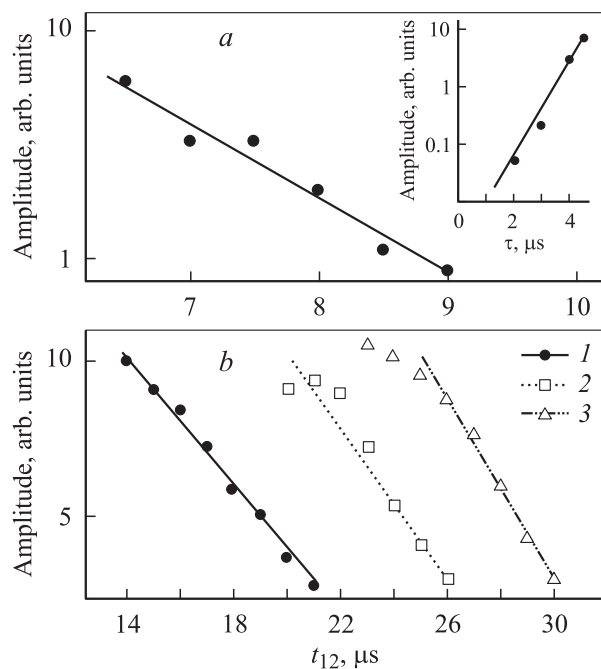 10
a
10
1
0.1
Amplitude, arb. units
0 2 4
τ, μs
Amplitude, arb. units
1
7 8 9 10
10
b
1
2
3
Amplitude, arb. units
5
14 18 22 26 30
t12, μs